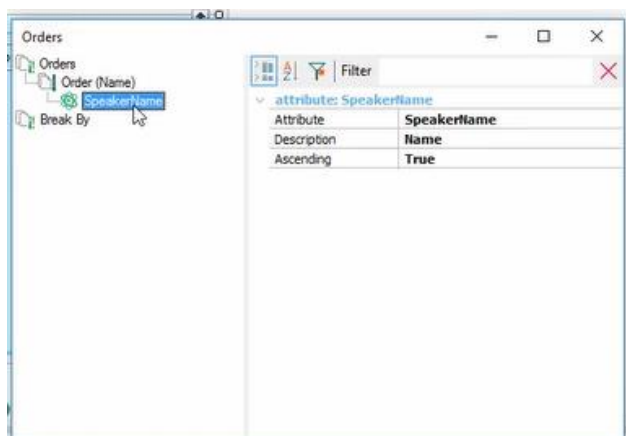 Orders
Orders
Order (Name)
SpeakerName
Break By
Filter
attribute: SpeakerName
Attribute SpeakerName
Description Name
Ascending True